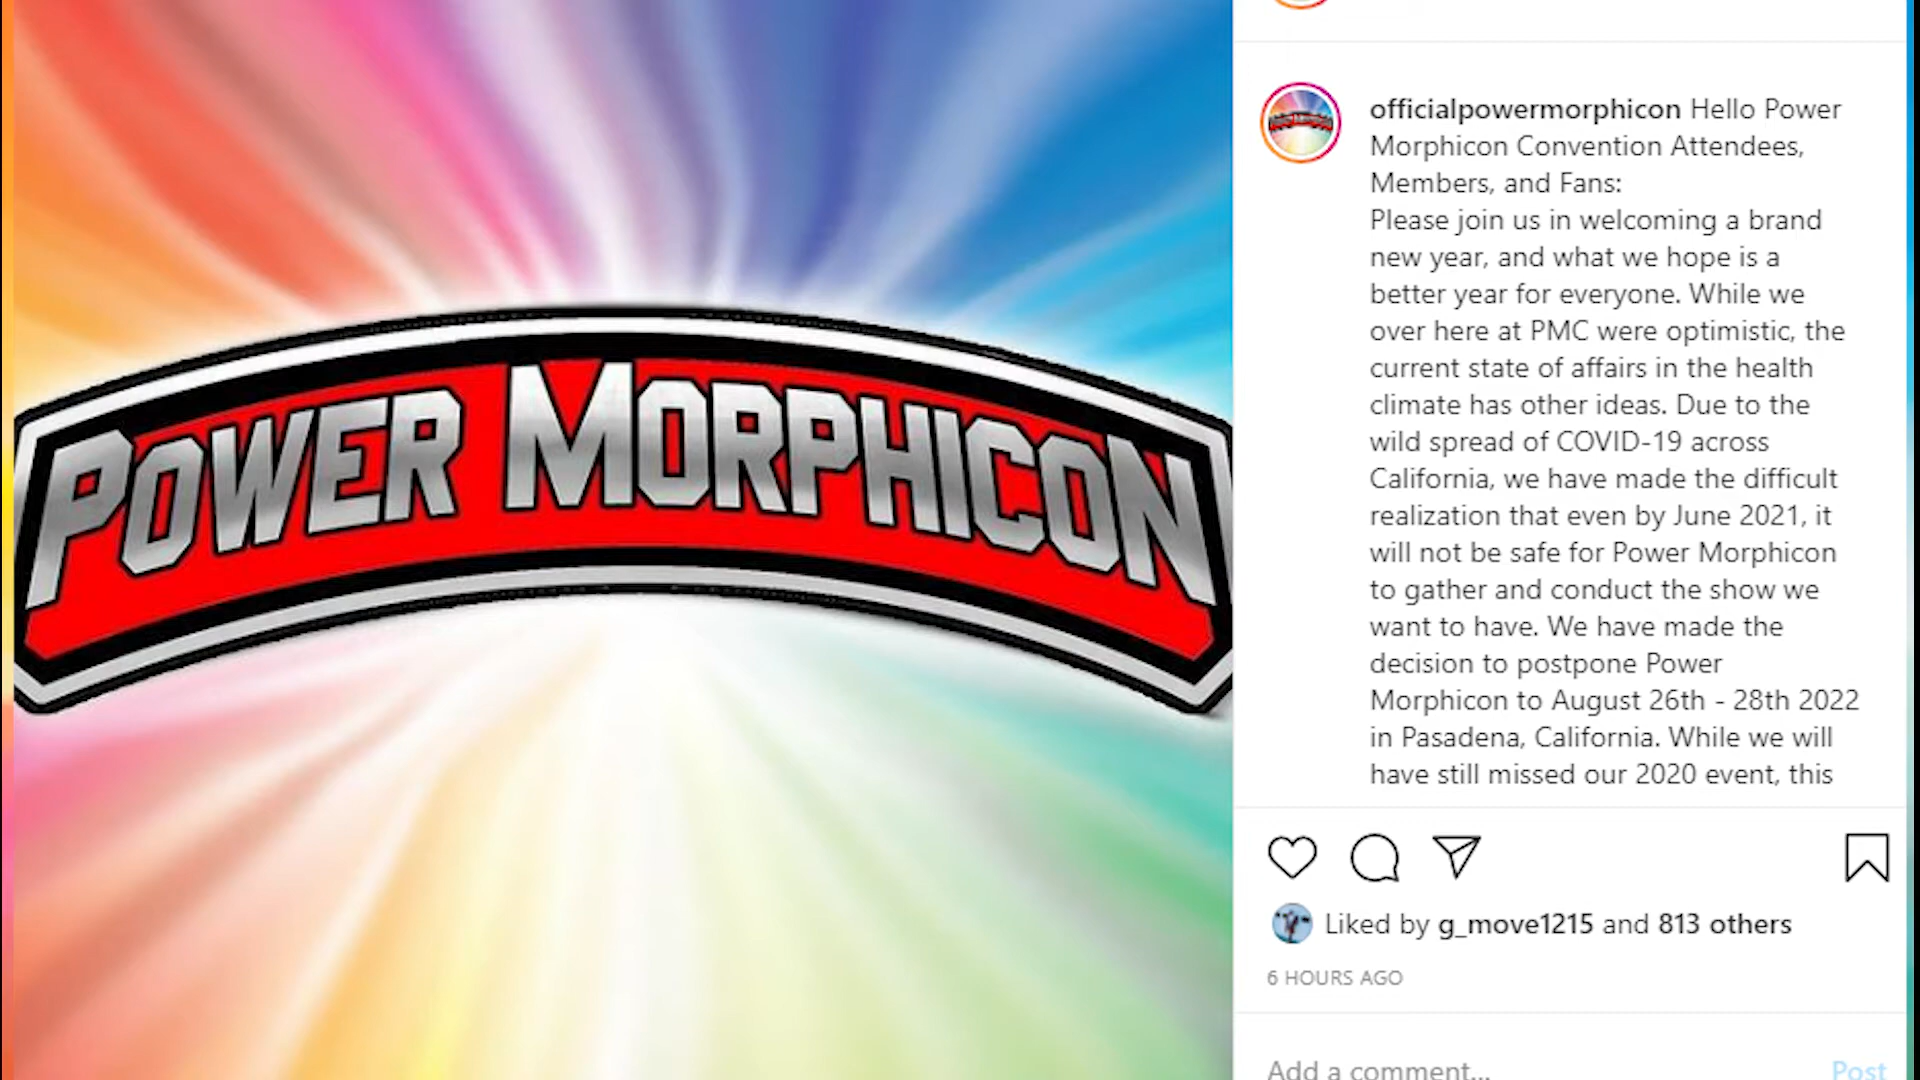 POWER MORPHICON
officialpowermorphicon Hello Power
Morphicon Convention Attendees,
Members, and Fans:
Please join us in welcoming a brand
new year, and what we hope is a
better year for everyone. While we
over here at PMC were optimistic, the
current state of affairs in the health
climate has other ideas. Due to the
wild spread of COVID-19 across
California, we have made the difficult
realization that even by June 2021, it
will not be safe for Power Morphicon
to gather and conduct the show we
want to have. We have made the
decision to postpone Power
Morphicon to August 26th - 28th 2022
in Pasadena, California. While we will
have still missed our 2020 event, this
Liked by g_move1215 and 813 others
6 HOURS AGO
Add a comment...
Post